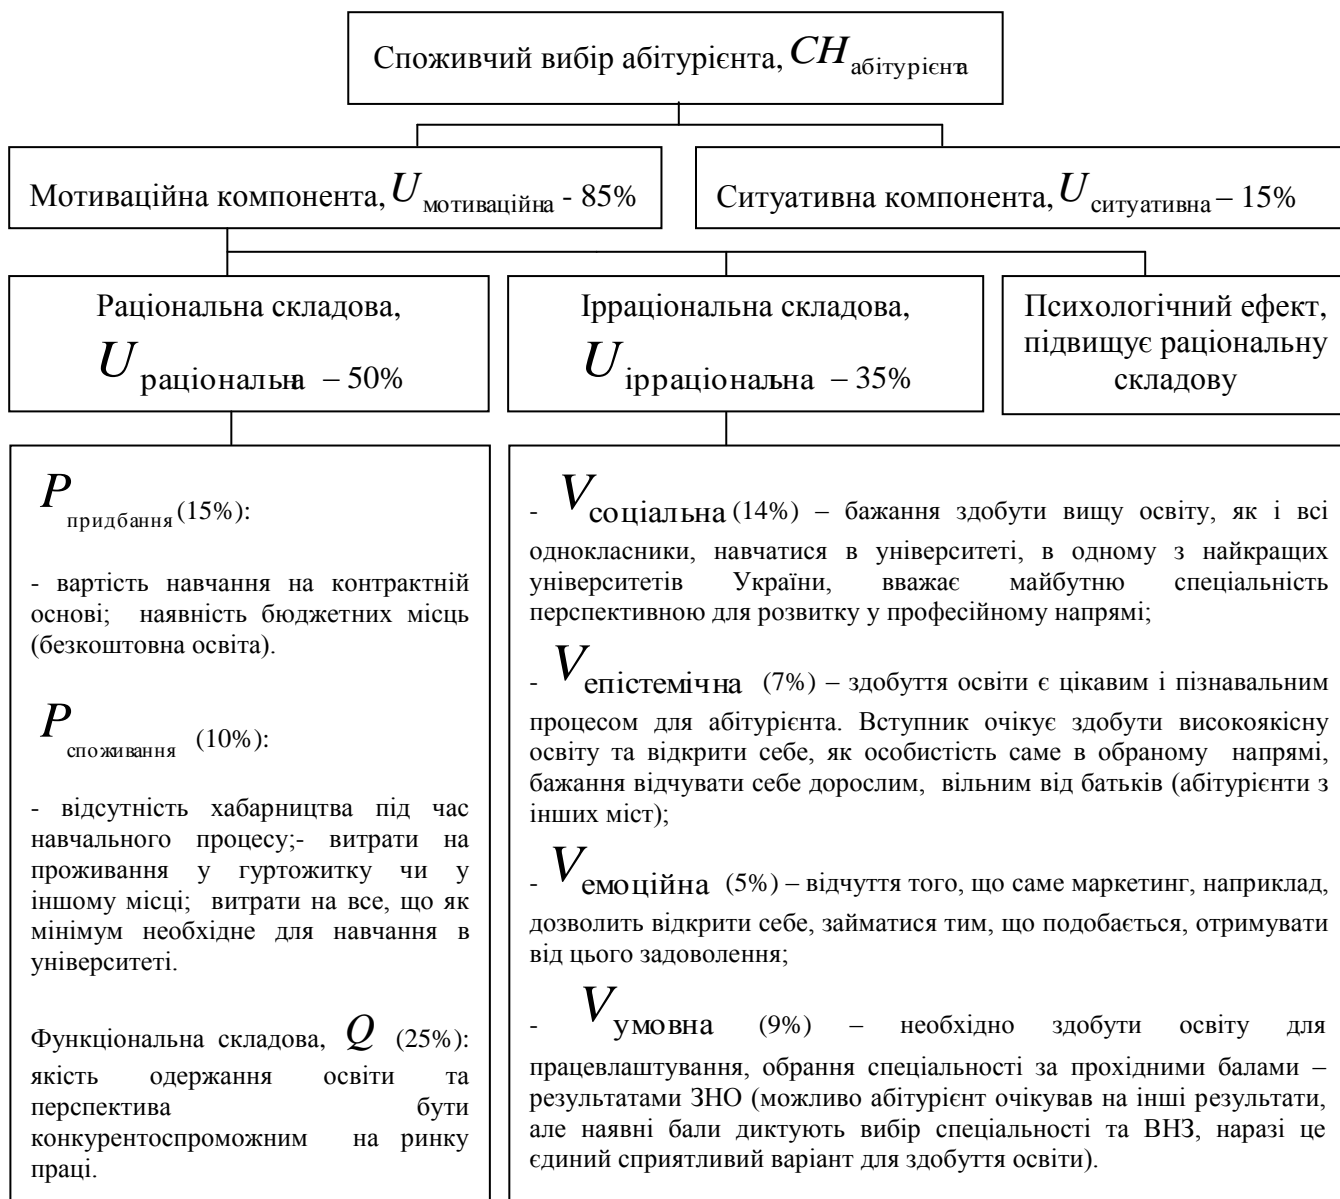 Споживчий вибір абітурієнта, CH абітурієнта
Мотиваційна компонента, U мотиваційна - 85%
Ситуативна компонента, U ситуативна – 15%
Раціональна складова,
U раціональна – 50%
Ірраціональна складова,
U ірраціональна – 35%
Психологічний ефект,
підвищує раціональну
складову
P придбання (15%):
- вартість навчання на контрактній
основі; наявність бюджетних місць
(безкоштовна освіта).
P споживання (10%):
- відсутність хабарництва під час
навчального процесу;- витрати на
проживання у гуртожитку чи у
іншому місці; витрати на все, що як
мінімум необхідне для навчання в
університеті.
Функціональна складова, Q (25%):
якість одержання освіти та
перспектива бути
конкурентоспроможним на ринку
праці.
- V соціальна (14%) – бажання здобути вищу освіту, як і всі
однокласники, навчатися в університеті, в одному з найкращих
університетів України, вважає майбутню спеціальність
перспективною для розвитку у професійному напрямі;
- V епістемічна (7%) – здобуття освіти є цікавим і пізнавальним
процесом для абітурієнта. Вступник очікує здобути високоякісну
освіту та відкрити себе, як особистість саме в обраному напрямі,
бажання відчувати себе дорослим, вільним від батьків (абітурієнти з
інших міст);
- V емоційна (5%) – відчуття того, що саме маркетинг, наприклад,
дозволить відкрити себе, займатися тим, що подобається, отримувати
від цього задоволення;
- V умовна (9%) – необхідно здобути освіту для
працевлаштування, обрання спеціальності за прохідними балами –
результатами ЗНО (можливо абітурієнт очікував на інші результати,
але наявні бали диктують вибір спеціальності та ВНЗ, наразі це
єдиний сприятливий варіант для здобуття освіти).